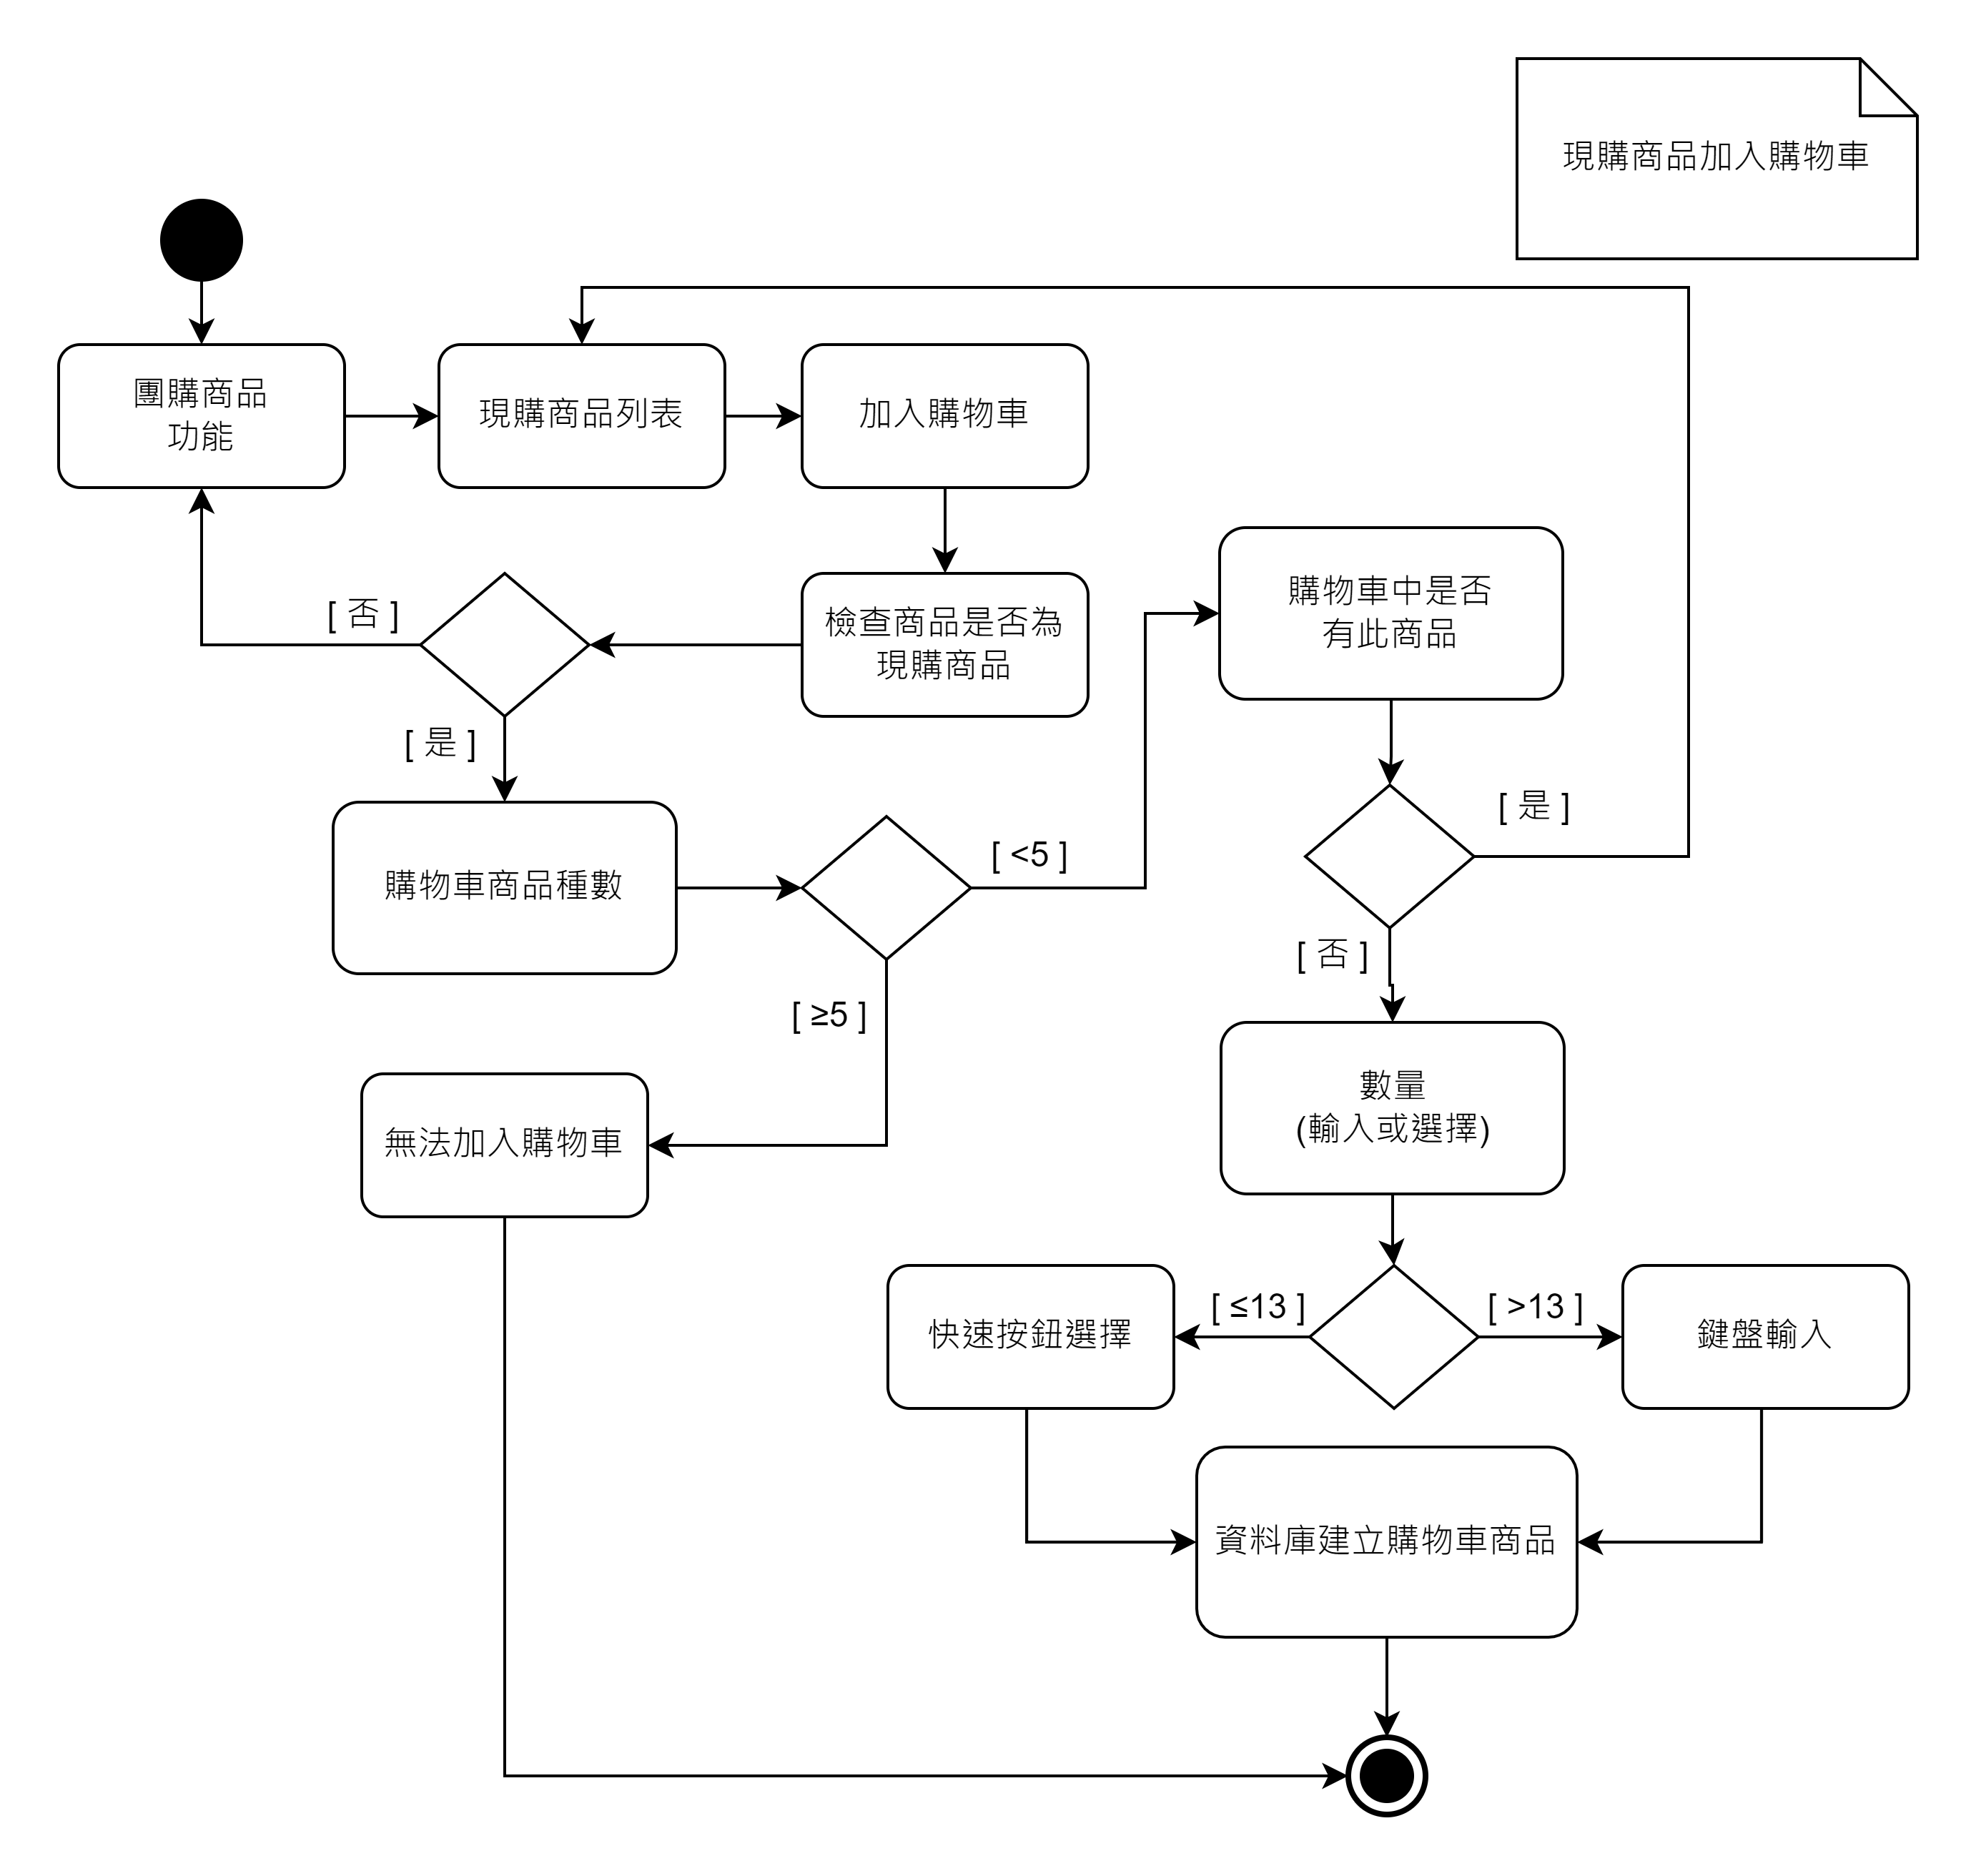 現購商品加入購物車
團購商品
功能
現購商品列表
加入購物車
檢查商品是否為
現購商品
[ 否 ]
[ 是 ]
購物車商品種數
[ <5 ]
[ ≥5 ]
無法加入購物車
購物車中是否
有此商品
[ 是 ]
[ 否 ]
數量
(輸入或選擇)
[ ≤13 ]
[ >13 ]
快速按鈕選擇
鍵盤輸入
資料庫建立購物車商品